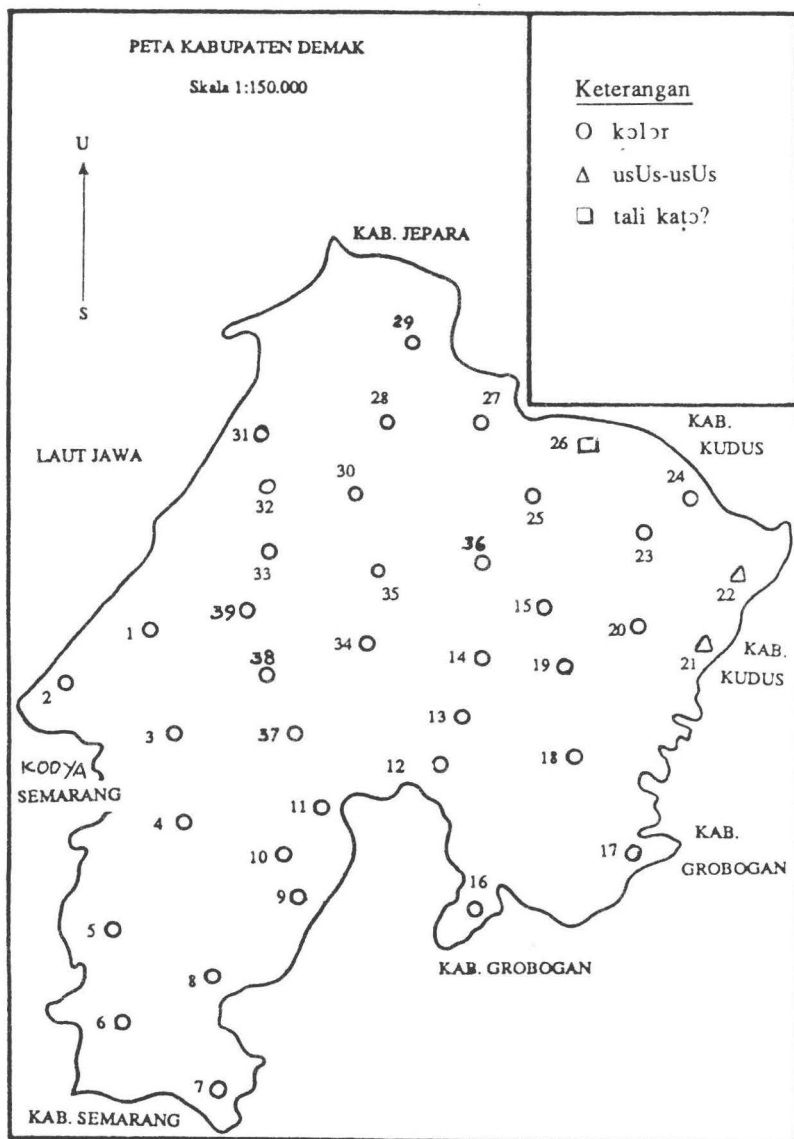 PETA KABUPATEN DEMAK
Skala 1:150.000
U
S
Keterangan
kɔlɔr
usUs-usUs
tali kaṭɔ?
KAB. JEPARA
29
28
27
31
26
KAB.
KUDUS
LAUT JAWA
30
24
32
25
23
36
33
35
22
39
15
1
20
34
14
19
21
KAB.
KUDUS
38
2
13
3
37
18
12
KODYA
SEMARANG
11
4
10
17
KAB.
GROBOGAN
9
16
5
KAB. GROBOGAN
8
6
7
KAB. SEMARANG